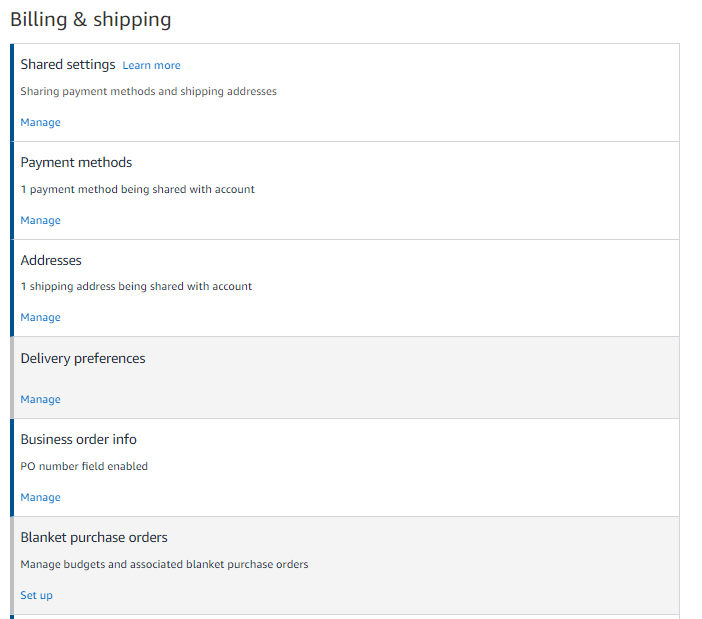 Billing & shipping
Shared settings Learn more
Sharing payment methods and shipping addresses
Manage
Payment methods
1 payment method being shared with account
Manage
Addresses
1 shipping address being shared with account
Manage
Delivery preferences
Manage
Business order info
PO number field enabled
Manage
Blanket purchase orders
Manage budgets and associated blanket purchase orders
Set up